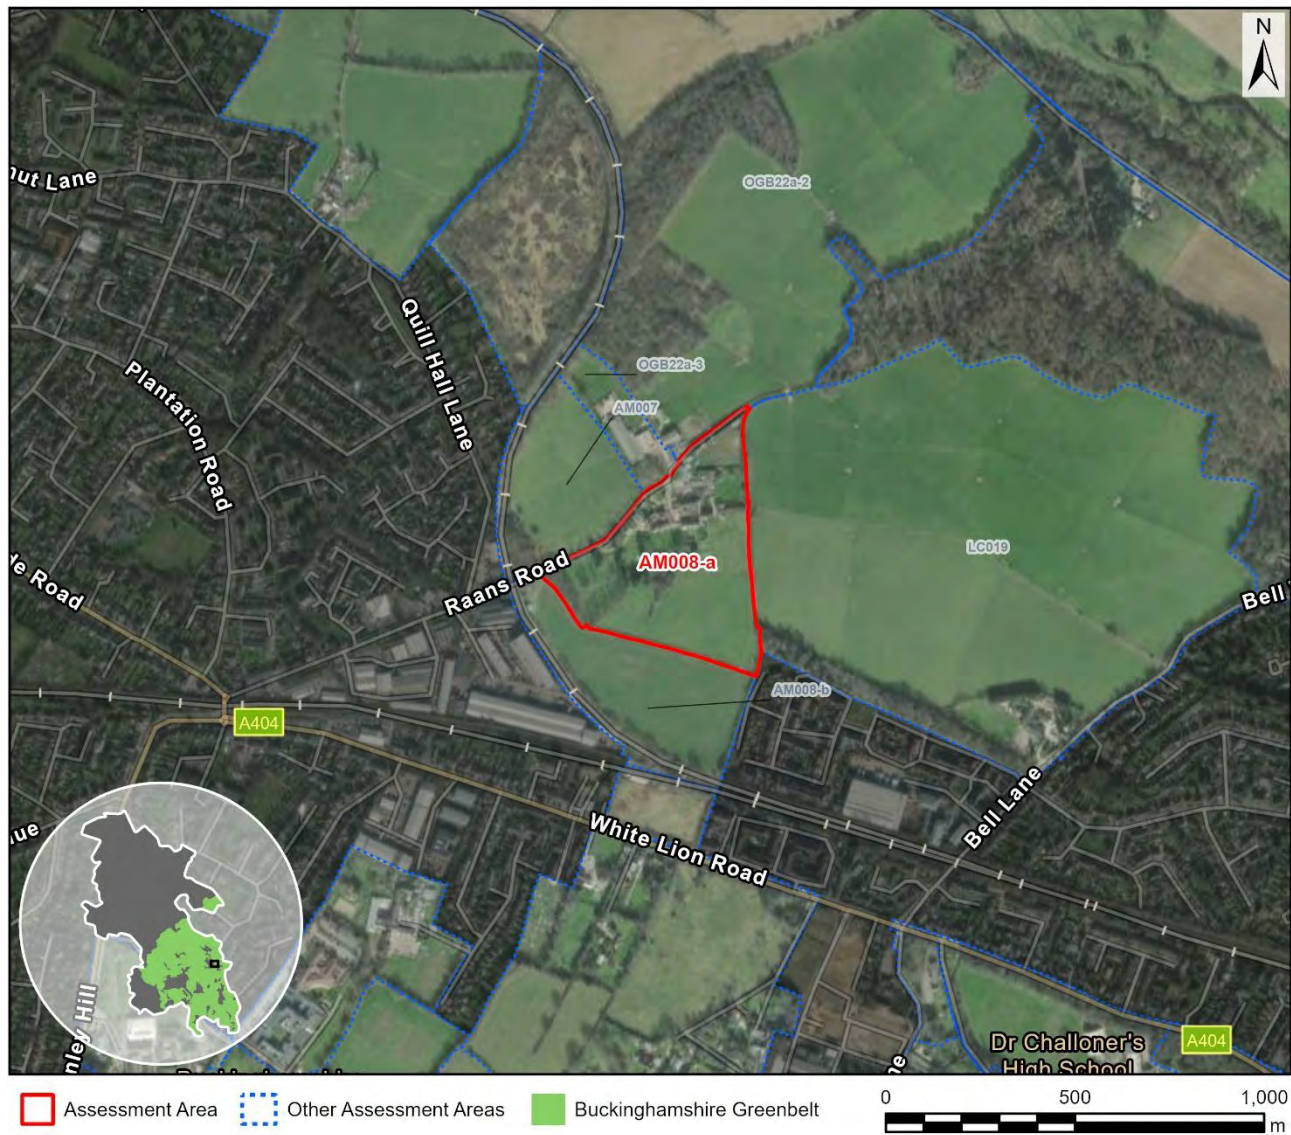 N
Lane
OGB22a-2
Quill Hall Lane
OGB22a-3
Plantation Road
AM007
AM008-a
LC019
Road
Raans Road
Bell
AM008-b
A404
Bell Lane
White Lion Road
Hill
A404
Dr Challoner's
High School
Assessment Area
Other Assessment Areas
Buckinghamshire Greenbelt
0 500 1,000
m